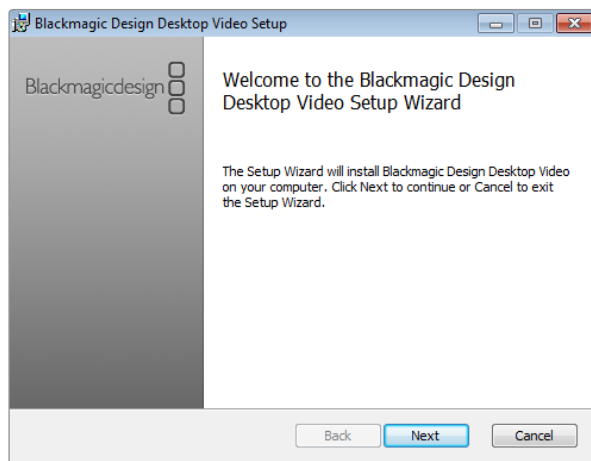 Blackmagic Design Desktop Video Setup
Blackmagicdesign
Welcome to the Blackmagic Design
Desktop Video Setup Wizard
The Setup Wizard will install Blackmagic Design Desktop Video
on your computer. Click Next to continue or Cancel to exit
the Setup Wizard.
Back Next Cancel